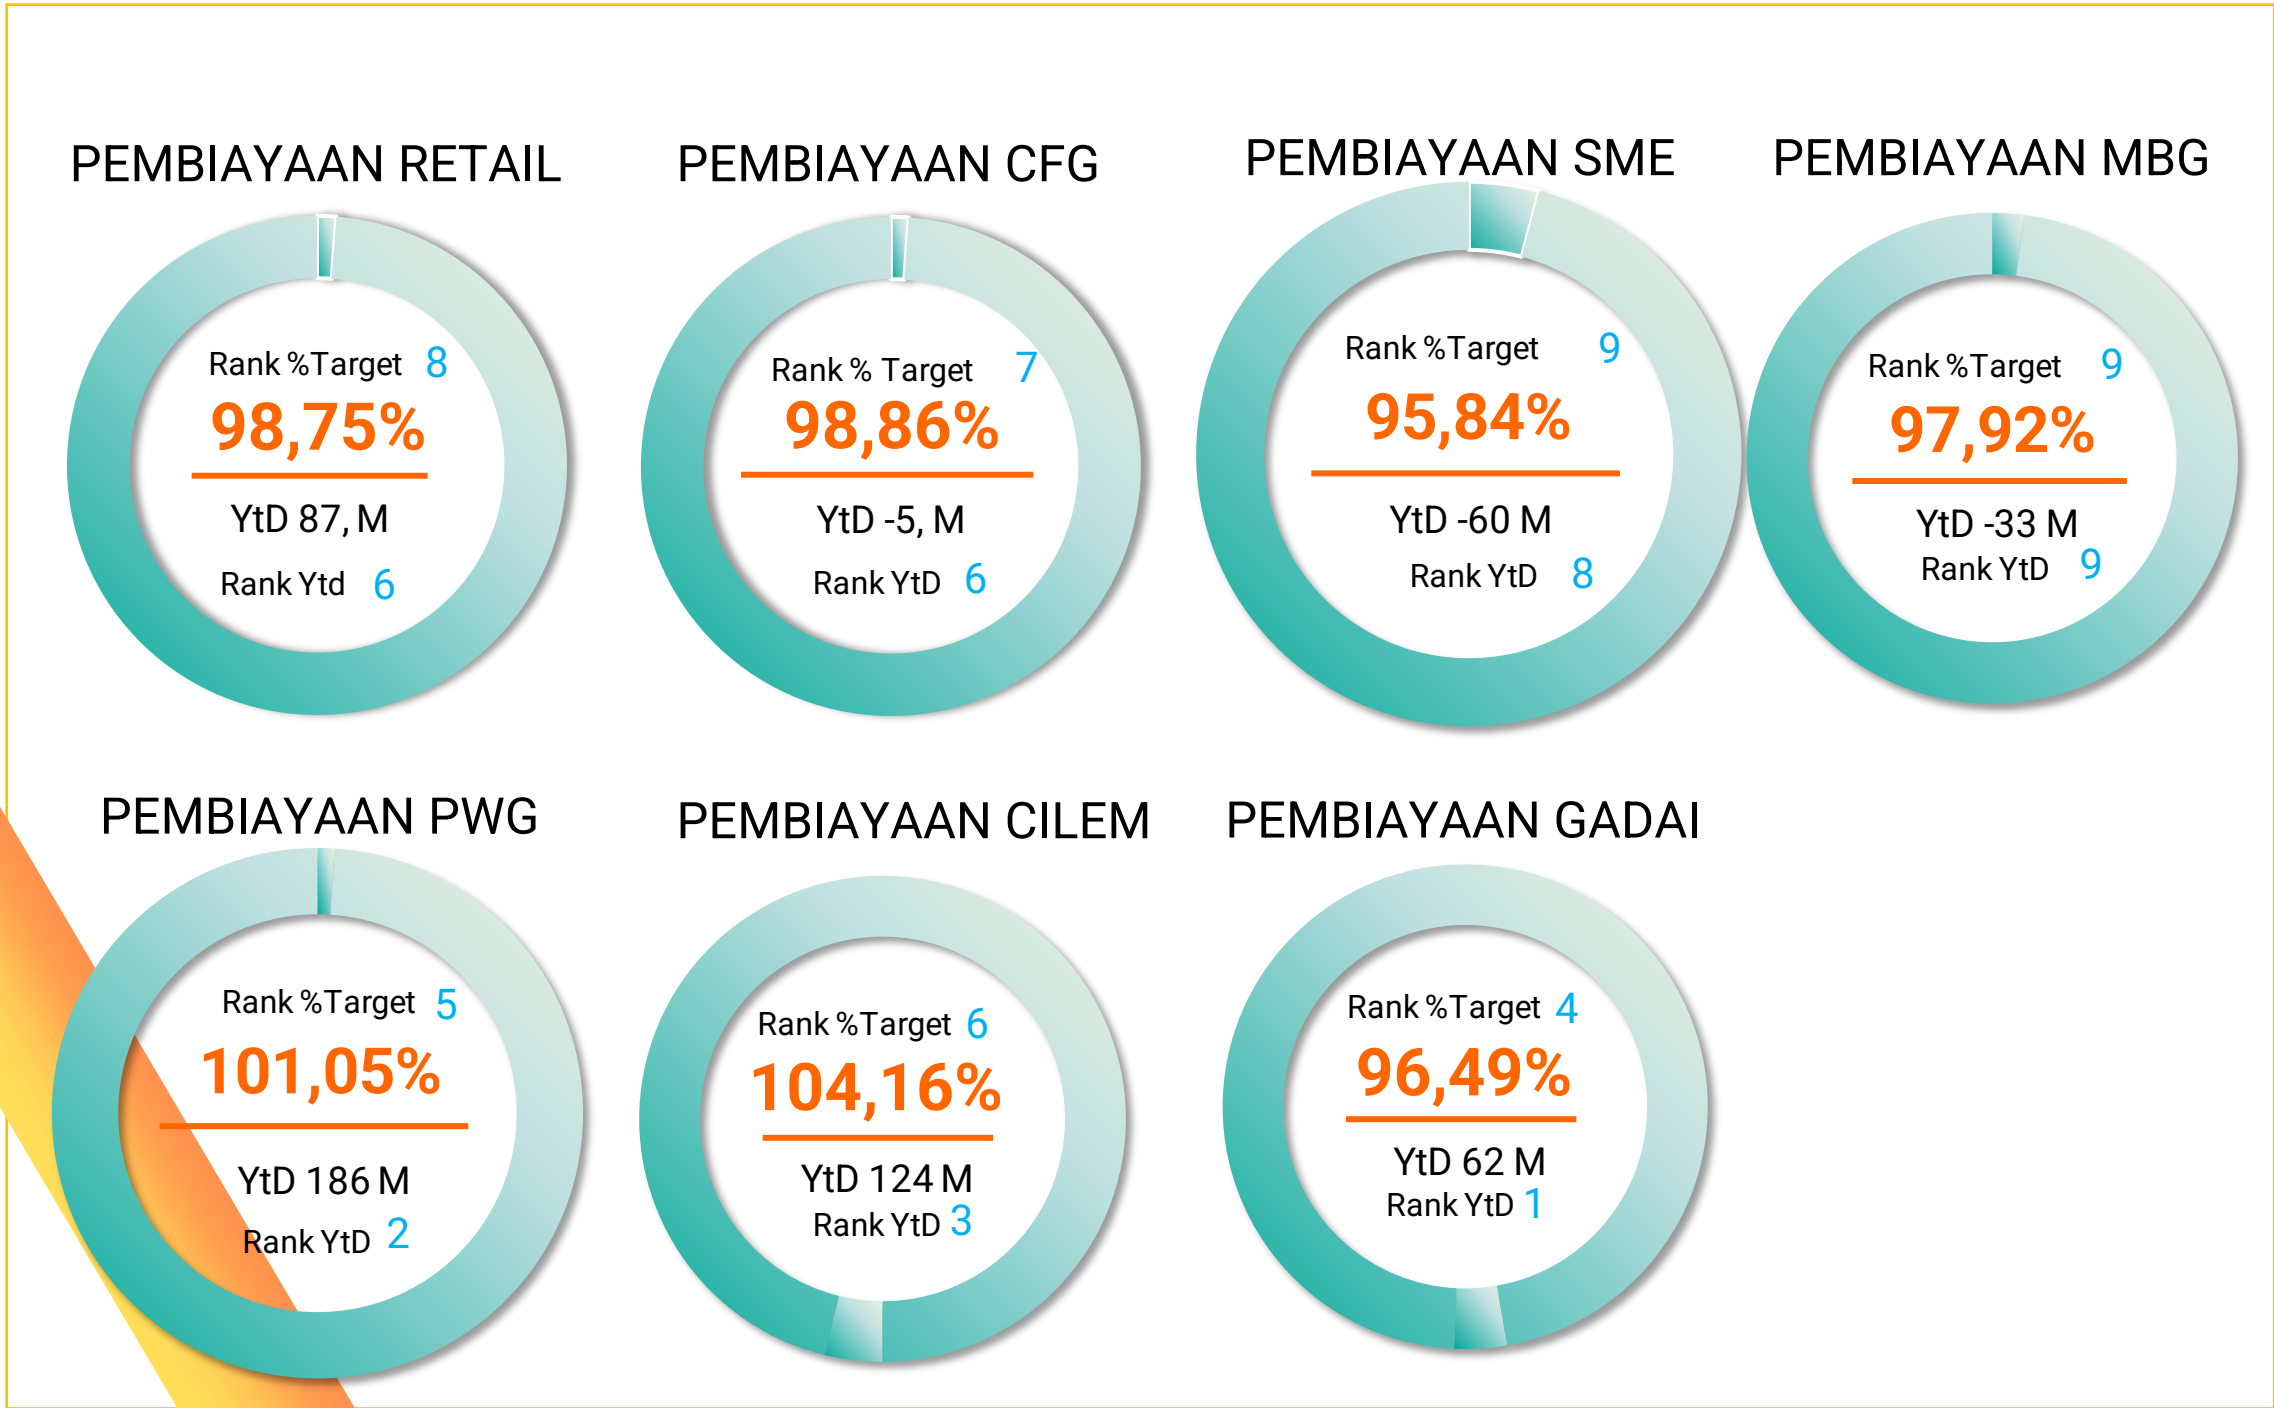 PEMBIAYAAN RETAIL
Rank %Target 8
98,75%
YtD 87, M
Rank Ytd 6
PEMBIAYAAN CFG
Rank % Target 7
98,86%
YtD -5, M
Rank YtD 6
PEMBIAYAAN SME
Rank %Target 9
95,84%
YtD -60 M
Rank YtD 8
PEMBIAYAAN MBG
Rank %Target 9
97,92%
YtD -33 M
Rank YtD 9
PEMBIAYAAN PWG
Rank %Target 5
101,05%
YtD 186 M
Rank YtD 2
PEMBIAYAAN CILEM
Rank %Target 6
104,16%
YtD 124 M
Rank YtD 3
PEMBIAYAAN GADAI
Rank %Target 4
96,49%
YtD 62 M
Rank YtD 1